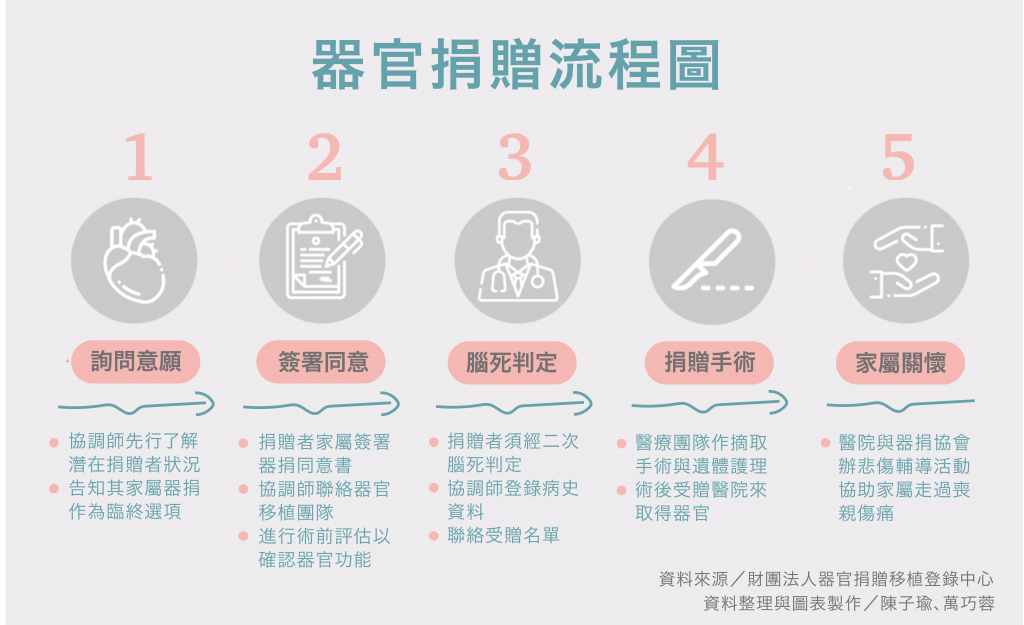 器官捐贈流程圖
1
2
3
4
5
詢問意願
簽署同意
腦死判定
捐贈手術
家屬關懷
協調師先行了解
潛在捐贈者狀況
告知其家屬器捐
作為臨終選項
捐贈者家屬簽署
器捐同意書
協調師聯絡器官
移植團隊
進行術前評估以
確認器官功能
捐贈者須經二次
腦死判定
協調師登錄病史
資料
聯絡受贈名單
醫療團隊作摘取
手術與遺體護理
術後受贈醫院來
取得器官
醫院與器捐協會
辦悲傷輔導活動
協助家屬走過喪
親傷痛
資料來源／財團法人器官捐贈移植登錄中心
資料整理與圖表製作／陳子瑜、萬巧蓉